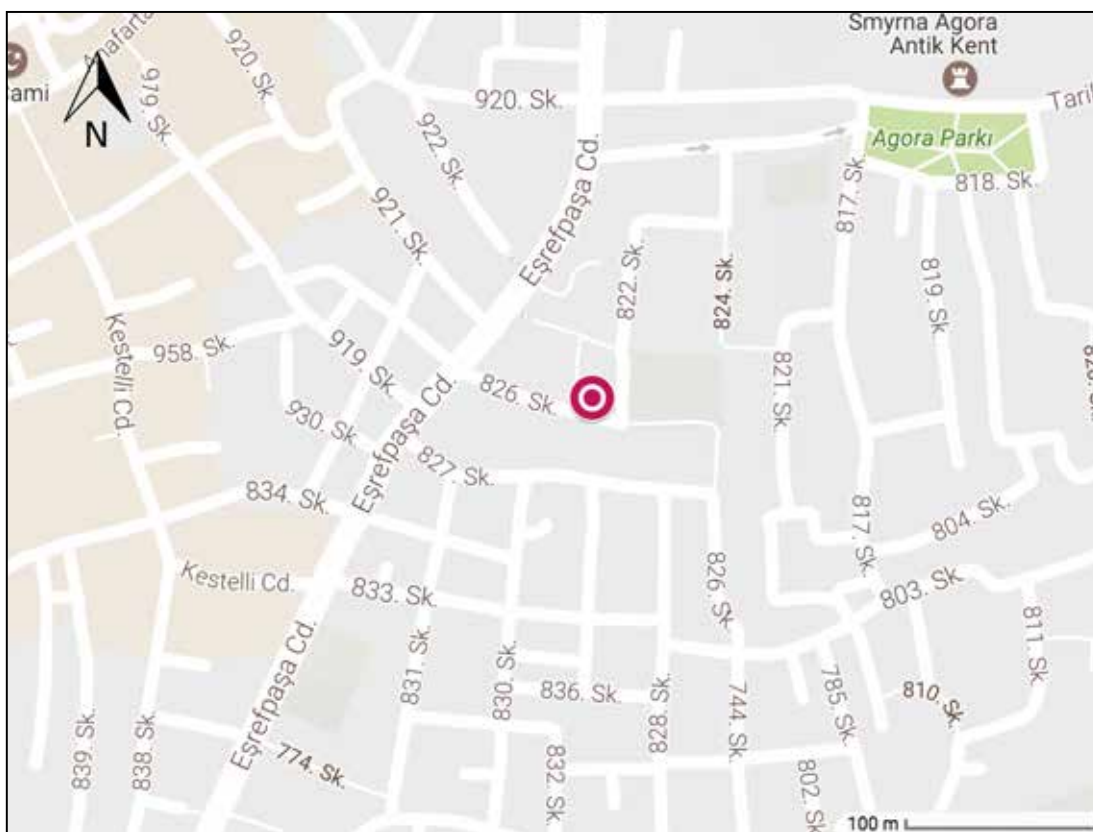 Smyrna Agora
Antik Kent
nafarta
Cami
N
920. Sk.
979. Sk.
920. Sk.
922. Sk.
Taril
Agora Parkı
818. Sk.
817. Sk
921. Sk.
Eşrefpaşa Cd.
822. Sk.
824. Sk.
819. Sk
Kestelli Cd.
958. Sk.
919. Sk.
826. Sk.
821. Sk.
930. Sk.
Eşrefpaşa Cd.
827. Sk.
834. Sk.
817. Sk.
804. Sk.
Kestelli Cd.
833. Sk.
826. Sk.
803. Sk.
811. Sk.
Eşrefpaşa Cd.
831. Sk.
830. Sk.
836. Sk.
828. Sk.
744. Sk.
785. Sk.
810. Sk.
839. Sk.
838. Sk.
774. Sk.
832. Sk.
802. Sk.
100 m